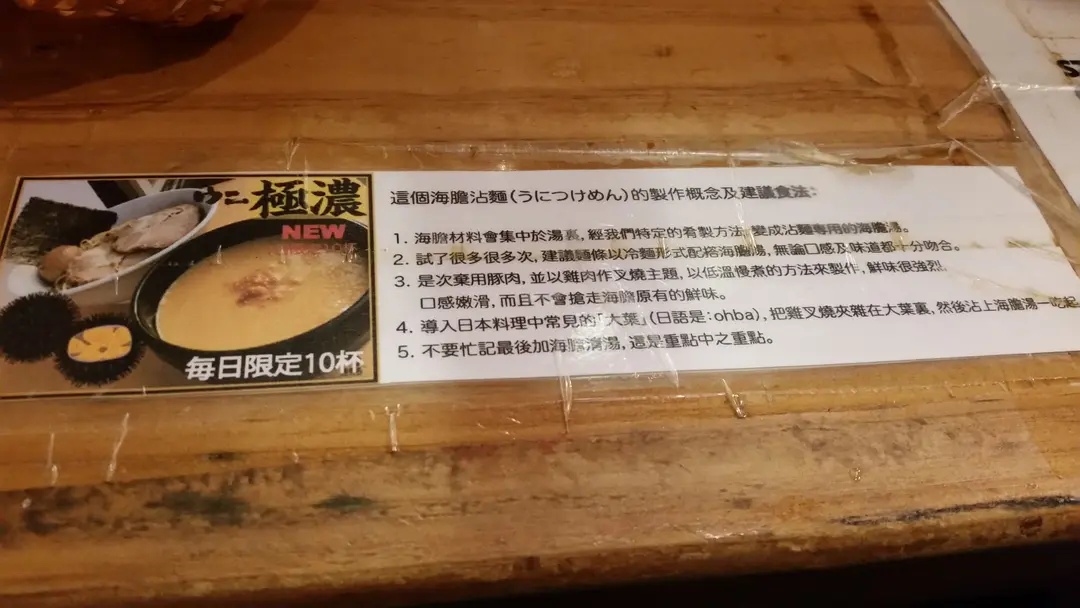 うに極濃
NEW
毎日限定10杯
這個海膽沾麵(うにつけめん)的製作概念及建議食法:
1. 海膽材料會集中於湯裏, 經我們特定的肴製方法, 變成沾麵專用的海膽湯。
2. 試了很多很多次, 建議麵條以冷麵形式配搭海膽湯, 無論口感及味道都十分吻合。
3. 是次棄用豚肉, 並以雞肉作叉燒主題, 以低溫慢煮的方法來製作, 鮮味很強烈,
口感嫩滑, 而且不會搶走海膽原有的鮮味。
4. 導入日本料理中常見的「大葉」(日語是:ohba), 把雞叉燒夾雜在大葉裏, 然後沾上海膽湯一吃起
5. 不要忙記最後加海膽清湯, 這是重點中之重點。